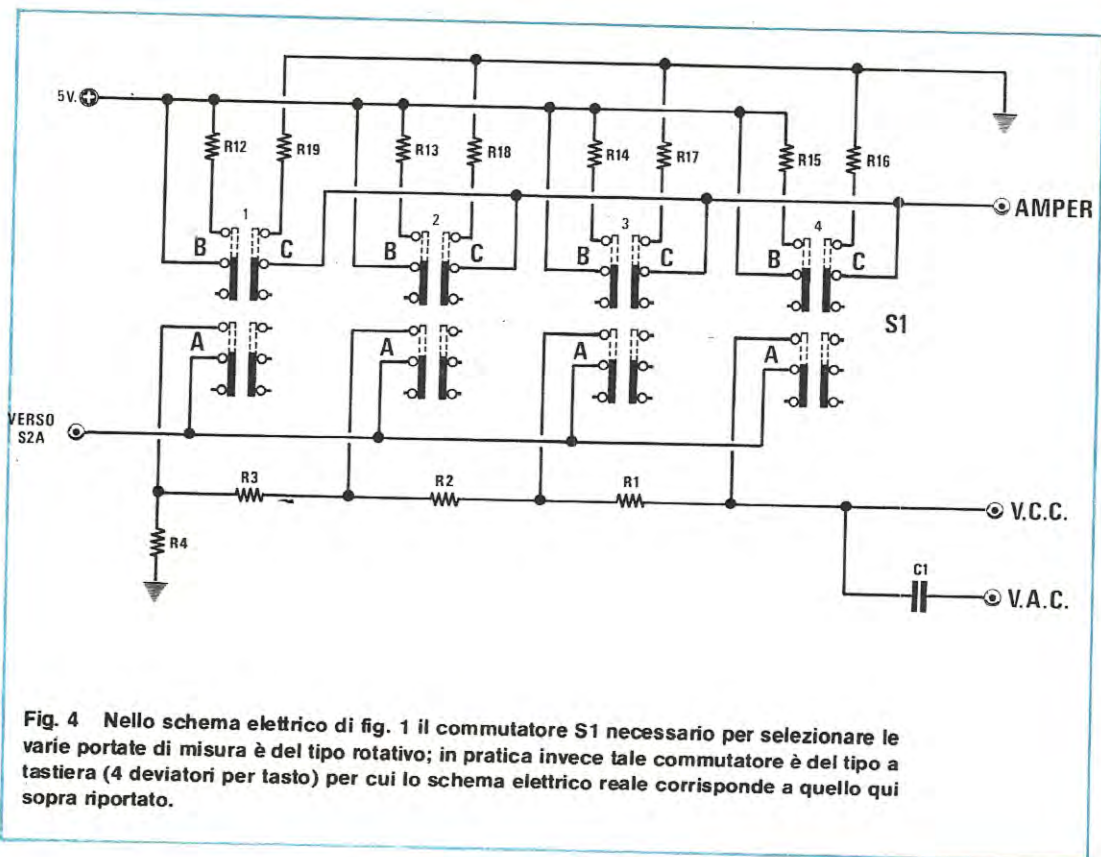 5V.
R12
R19
R13
R18
R14
R17
R15
R16
AMPER
1
2
3
4
B
C
B
C
B
C
B
C
S1
A
A
A
A
VERSO
S2A
R3
R2
R1
R4
V.C.C.
C1
V.A.C.
Fig. 4 Nello schema elettrico di fig. 1 il commutatore S1 necessario per selezionare le
varie portate di misura è del tipo rotativo; in pratica invece tale commutatore è del tipo a
tastiera (4 deviatori per tasto) per cui lo schema elettrico reale corrisponde a quello qui
sopra riportato.